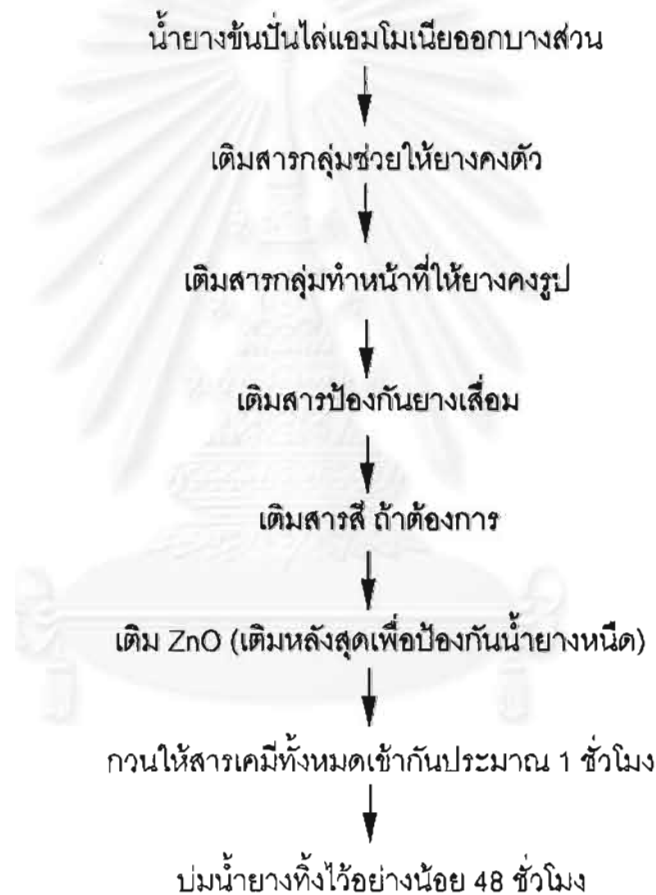 น้ำยางข้นปั่นไล่แอมโมเนียออกบางส่วน
เติมสารกลุ่มช่วยให้ยางคงตัว
เติมสารกลุ่มทำหน้าที่ให้ยางคงรูป
เติมสารป้องกันยางเสื่อม
เติมสารสี ถ้าต้องการ
เติม ZnO (เติมหลังสุดเพื่อป้องกันน้ำยางหนืด)
กวนให้สารเคมีทั้งหมดเข้ากันประมาณ 1 ชั่วโมง
บ่มน้ำยางทิ้งไว้อย่างน้อย 48 ชั่วโมง